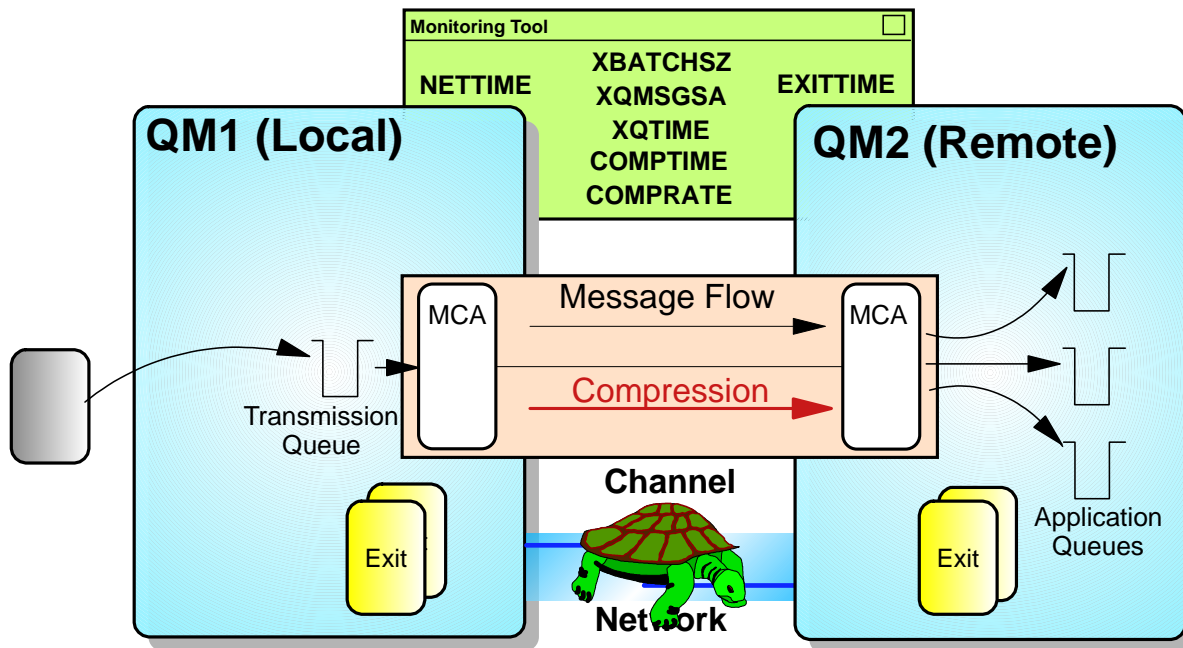 Monitoring Tool
NETTIME
XBATCHSZ
XQMSGSA
XQTIME
COMPTIME
COMPRATE
EXITTIME
QM1 (Local)
QM2 (Remote)
MCA
Message Flow
MCA
Compression
Transmission
Queue
Channel
Exit
Exit
Application
Queues
Network